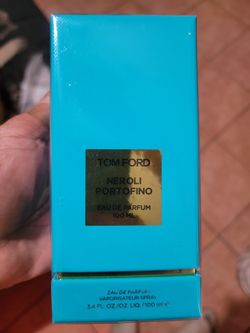 TOM FORD
NEROLI
PORTOFINO
EAU DE PARFUM
100 ML
EAU DE PARFUM
VAPORISATEUR SPRAY
3.4 FL. OZ./OZ. LIQ. / 100 ml e